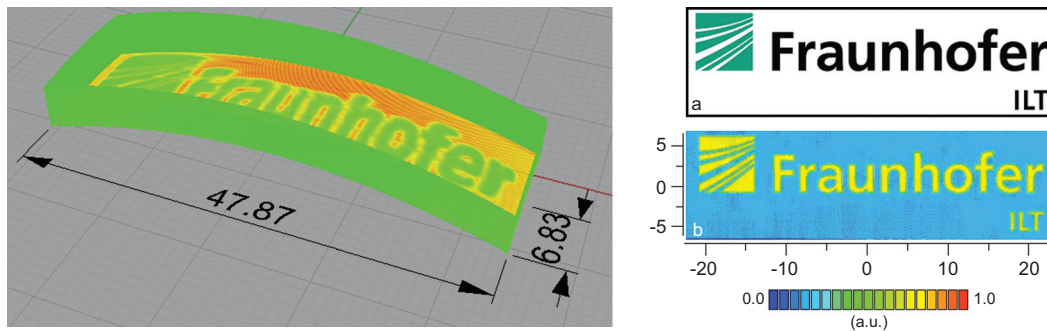 Fraunhofer
47.87
6.83
Fraunhofer
ILT
a
5
0
-5
Fraunhofer
ILT
b
-20 -10 0 10 20
0.0 1.0
(a.u.)